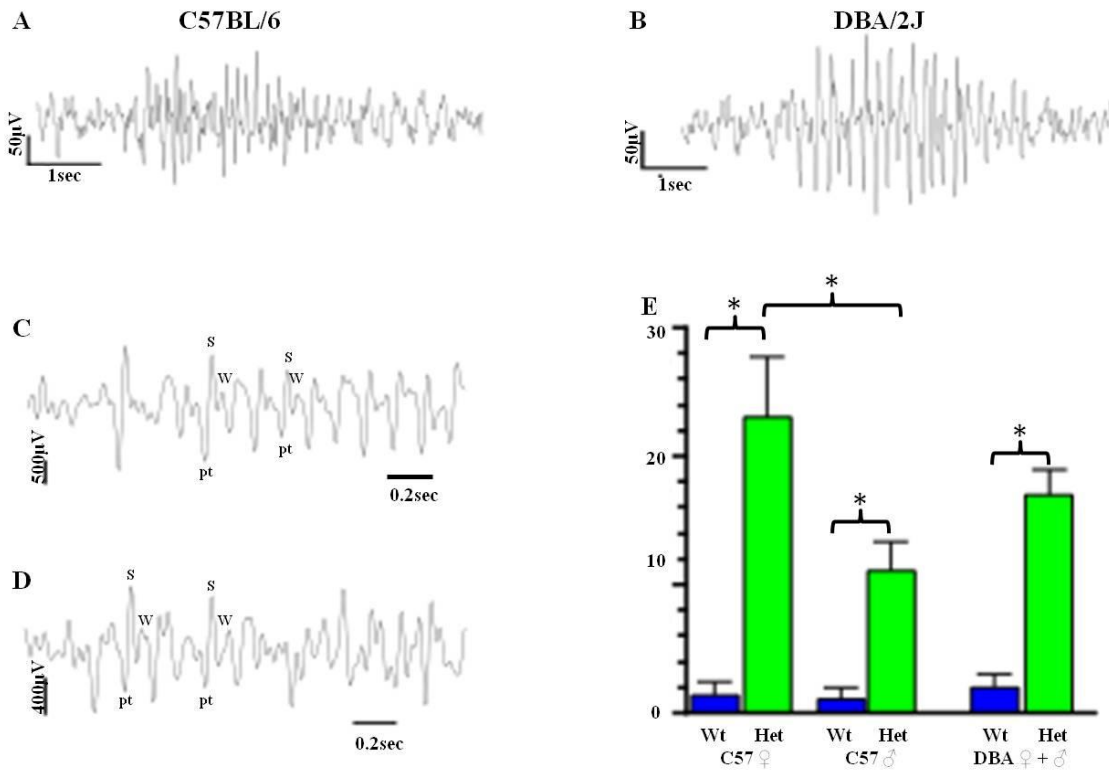 A
C57BL/6
50µV
1sec
B
DBA/2J
50µV
1sec
C
S
W
S
W
pt
pt
500µV
0.2sec
D
S
W
S
W
pt
pt
400µV
0.2sec
E
*
*
*
*
30
20
10
0
Wt Het
C57 ♀
Wt Het
C57 ♂
Wt Het
DBA ♀ + ♂